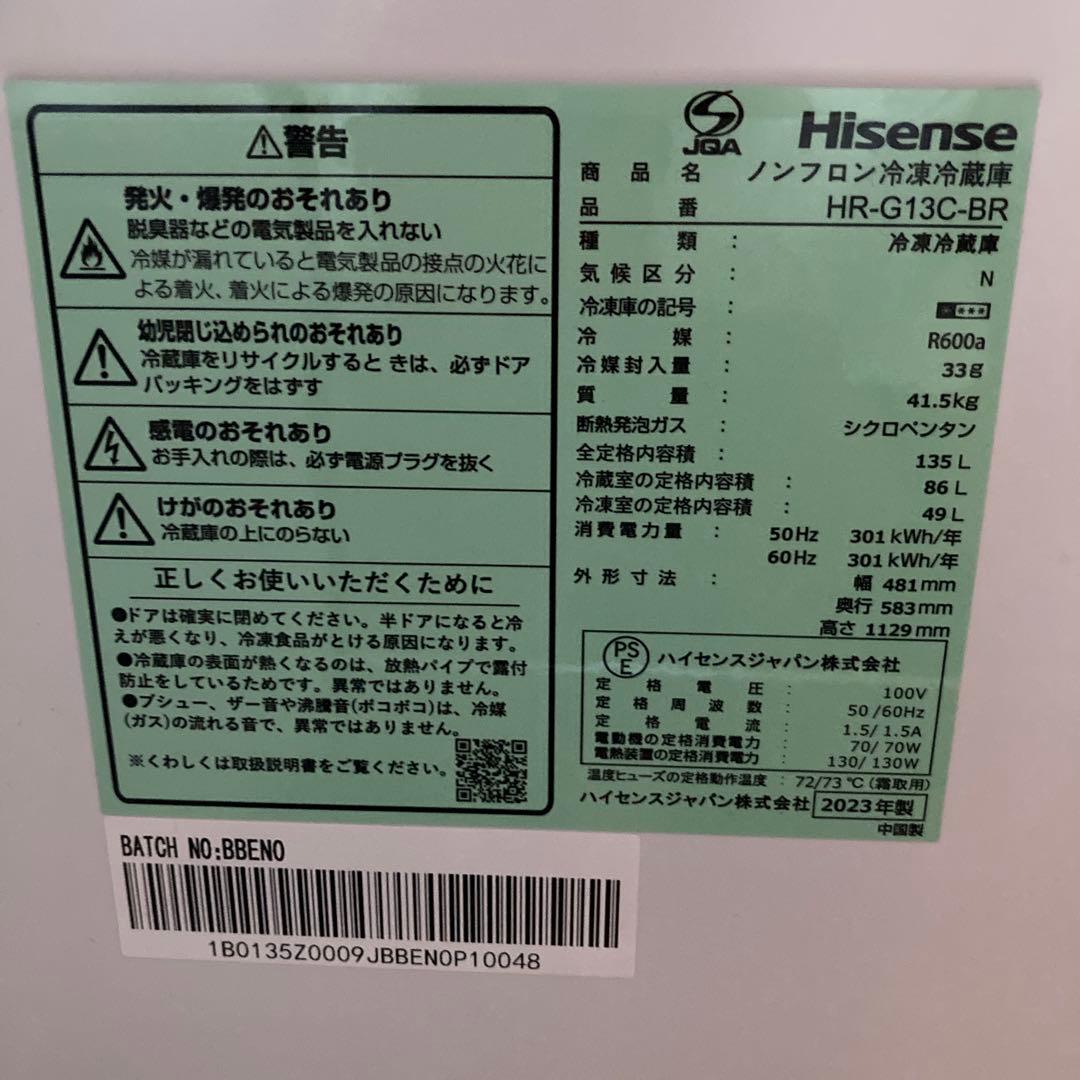 ⚠警告
発火・爆発のおそれあり
脱臭器などの電気製品を入れない
冷媒が漏れていると電気製品の接点の火花に
よる着火、着火による爆発の原因になります。
幼児閉じ込められのおそれあり
冷蔵庫をリサイクルすると きは、必ずドア
パッキングをはずす
感電のおそれあり
お手入れの際は、必ず電源プラグを抜く
けがのおそれあり
冷蔵庫の上にのらない
正しくお使いいただくために
●ドアは確実に閉めてください。半ドアになると冷
えが悪くなり、冷凍食品がとける原因になります。
●冷蔵庫の表面が熱くなるのは、放熱パイプで露付
防止をしているためです。異常ではありません。
●プシュー、ザー音や沸騰音(ポコポコ)は、冷媒
(ガス)の流れる音で、異常ではありません。
※くわしくは取扱説明書をご覧ください。
JQA
Hisense
商品名 ノンフロン冷凍冷蔵庫
品番 HR-G13C-BR
種類 : 冷凍冷蔵庫
気候区分 : N
冷凍庫の記号 : ****
冷媒 : R600a
冷媒封入量 : 33g
質量 : 41.5kg
断熱発泡ガス : シクロペンタン
全定格内容積 : 135 L
冷蔵室の定格内容積 : 86 L
冷凍室の定格内容積 : 49 L
消費電力量 : 50Hz 301 kWh/年
60Hz 301 kWh/年
外形寸法 : 幅 481mm
奥行 583mm
高さ 1129mm
PSE ハイセンスジャパン株式会社
定格電圧 : 100V
定格周波数 : 50/60Hz
定格電流 : 1.5/ 1.5A
電動機の定格消費電力 : 70/ 70W
電熱装置の定格消費電力 : 130/ 130W
温度ヒューズの定格動作温度 : 72/73 ℃ (霜取用)
ハイセンスジャパン株式会社 2023年製
中国製
BATCH NO:BBENO
1B0135Z0009JBBEN0P10048